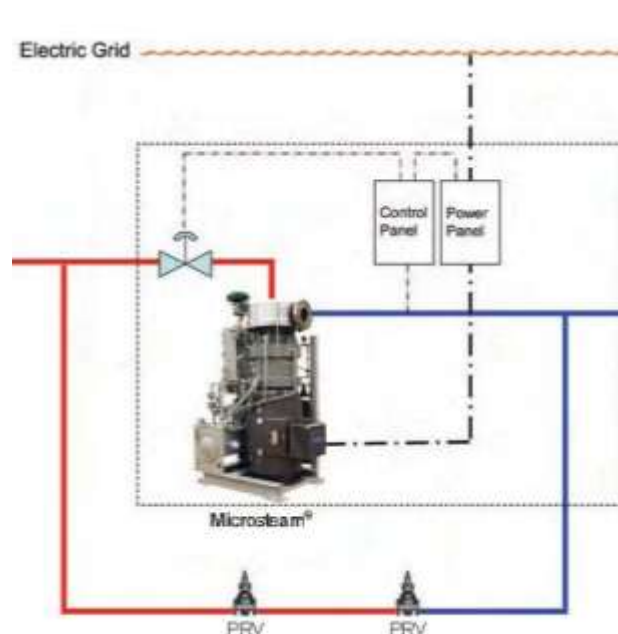 Electric Grid
Control Power
Panel Panel
Microsteam®
PRV PRV